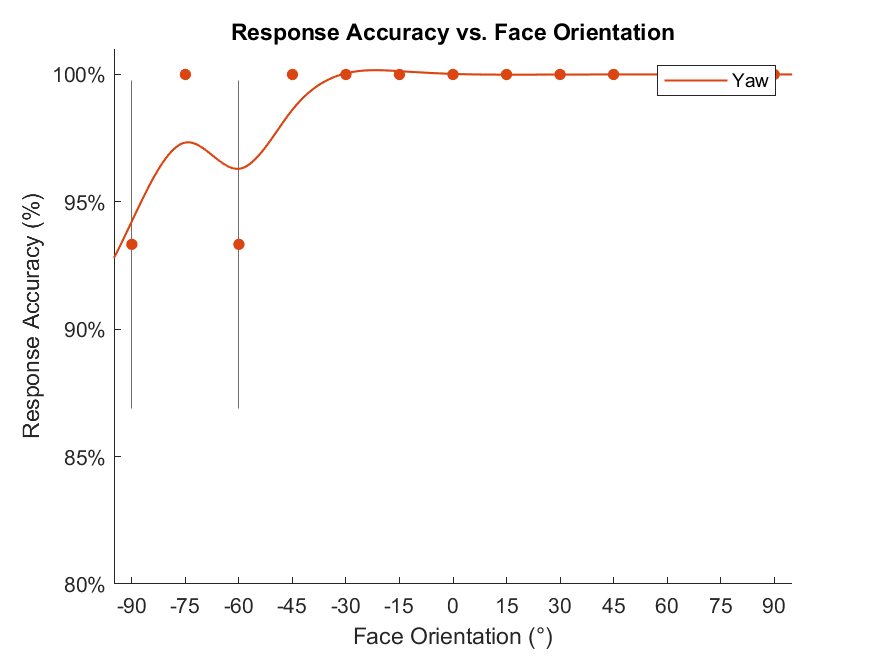 Response Accuracy vs. Face Orientation
100%
95%
90%
85%
80%
Response Accuracy (%)
Yaw
-90 -75 -60 -45 -30 -15 0 15 30 45 60 75 90
Face Orientation (°)